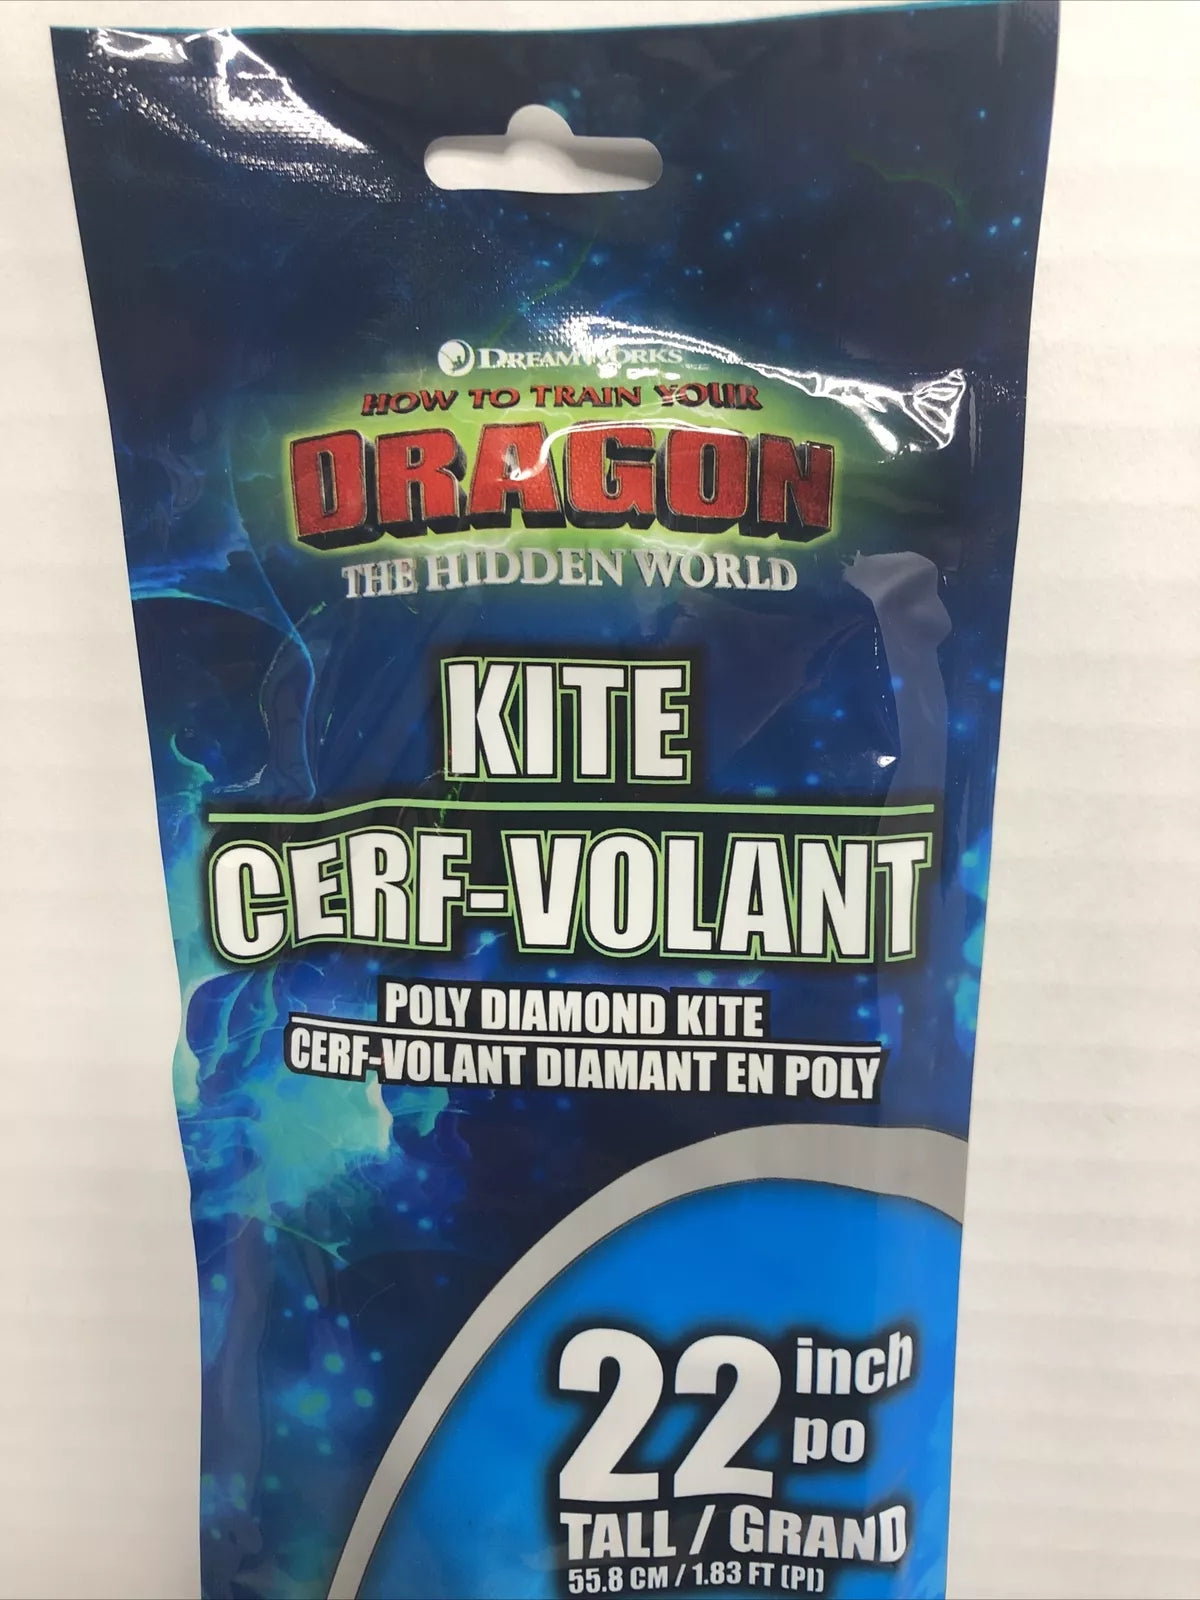 DREAMWORKS
HOW TO TRAIN YOUR
DRAGON
THE HIDDEN WORLD
KITE
CERF-VOLANT
POLY DIAMOND KITE
CERF-VOLANT DIAMANT EN POLY
22 inch
po
TALL / GRAND
55.8 CM / 1.83 FT (PI)